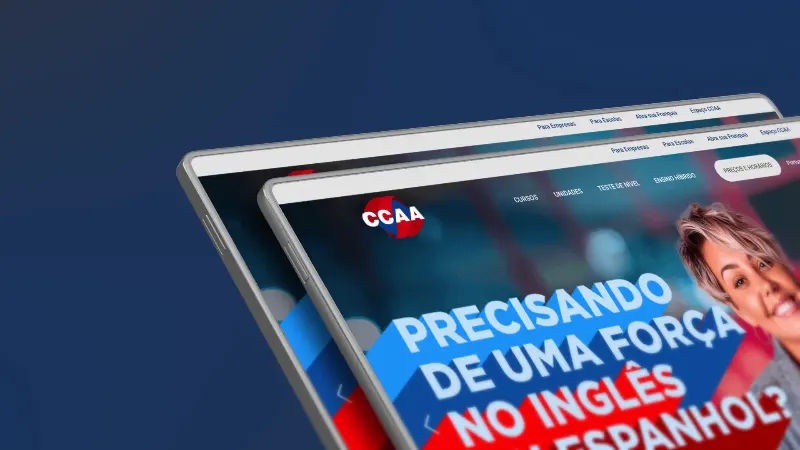 Para Empresas Para Escolas Abra sua Franquia Espaço CCAA
Para Empresas Para Escolas Abra sua Franquia Espaço CCAA
CURSOS UNIDADES TESTE DE NÍVEL ENSINO HÍBRIDO PREÇOS E HORÁRIOS
CCAA
PRECISANDO
DE UMA FORÇA
NO INGLÊS
ESPANHOL?